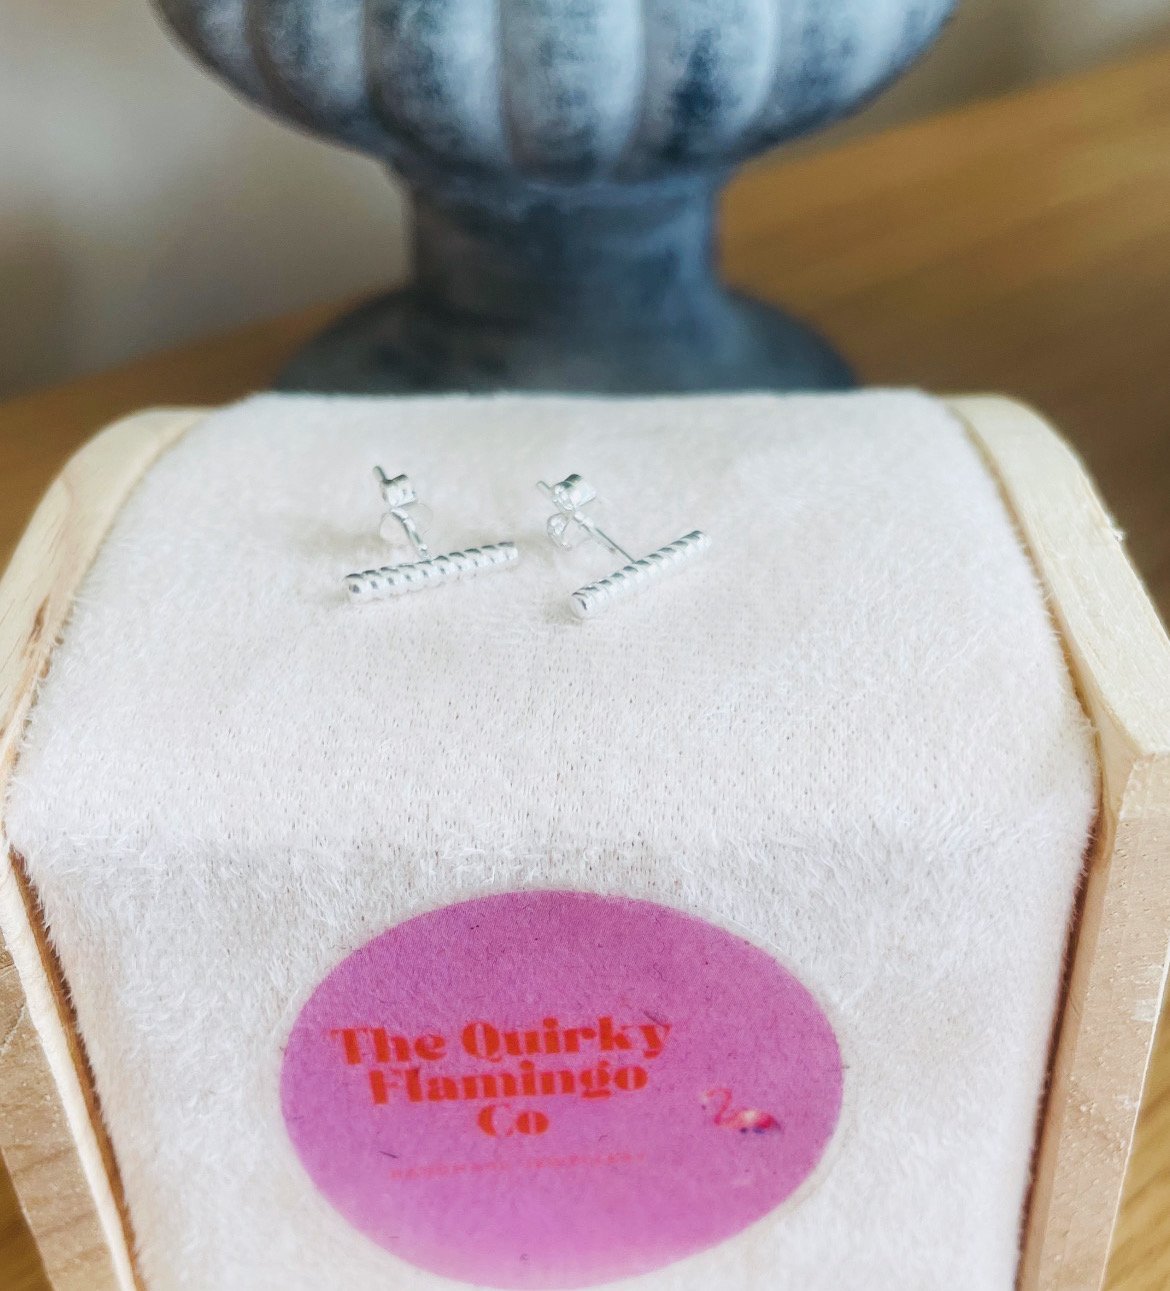 The Quirky
Flamingo
Co